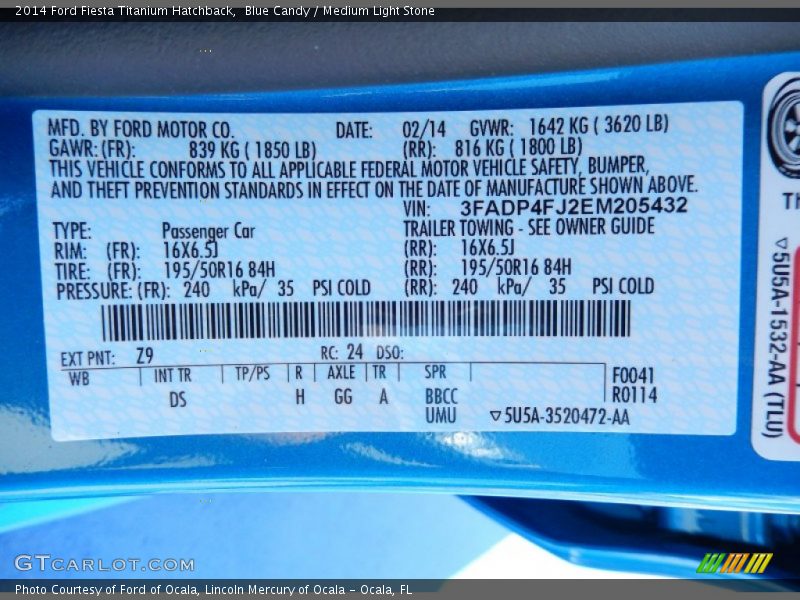 2014 Ford Fiesta Titanium Hatchback,  Blue Candy / Medium Light Stone
MFD. BY FORD MOTOR CO. DATE: 02/14 GVWR: 1642 KG ( 3620 LB)
GAWR: (FR): 839 KG ( 1850 LB) (RR): 816 KG ( 1800 LB)
THIS VEHICLE CONFORMS TO ALL APPLICABLE FEDERAL MOTOR VEHICLE SAFETY, BUMPER,
AND THEFT PREVENTION STANDARDS IN EFFECT ON THE DATE OF MANUFACTURE SHOWN ABOVE.
VIN: 3FADP4FJ2EM205432
TYPE: Passenger Car TRAILER TOWING - SEE OWNER GUIDE
RIM: (FR): 16X6.5J (RR): 16X6.5J
TIRE: (FR): 195/50R16 84H (RR): 195/50R16 84H
PRESSURE: (FR): 240 kPa/ 35 PSI COLD (RR): 240 kPa/ 35 PSI COLD
EXT PNT: Z9 RC: 24 DSO:
WB INT TR TP/PS R AXLE TR SPR F0041
DS H GG A BBCC R0114
UMU ▽5U5A-3520472-AA
TH
▽5U5A-1532-AA (TLU)
GTCARLOT.COM
Photo Courtesy of Ford of Ocala, Lincoln Mercury of Ocala - Ocala, FL